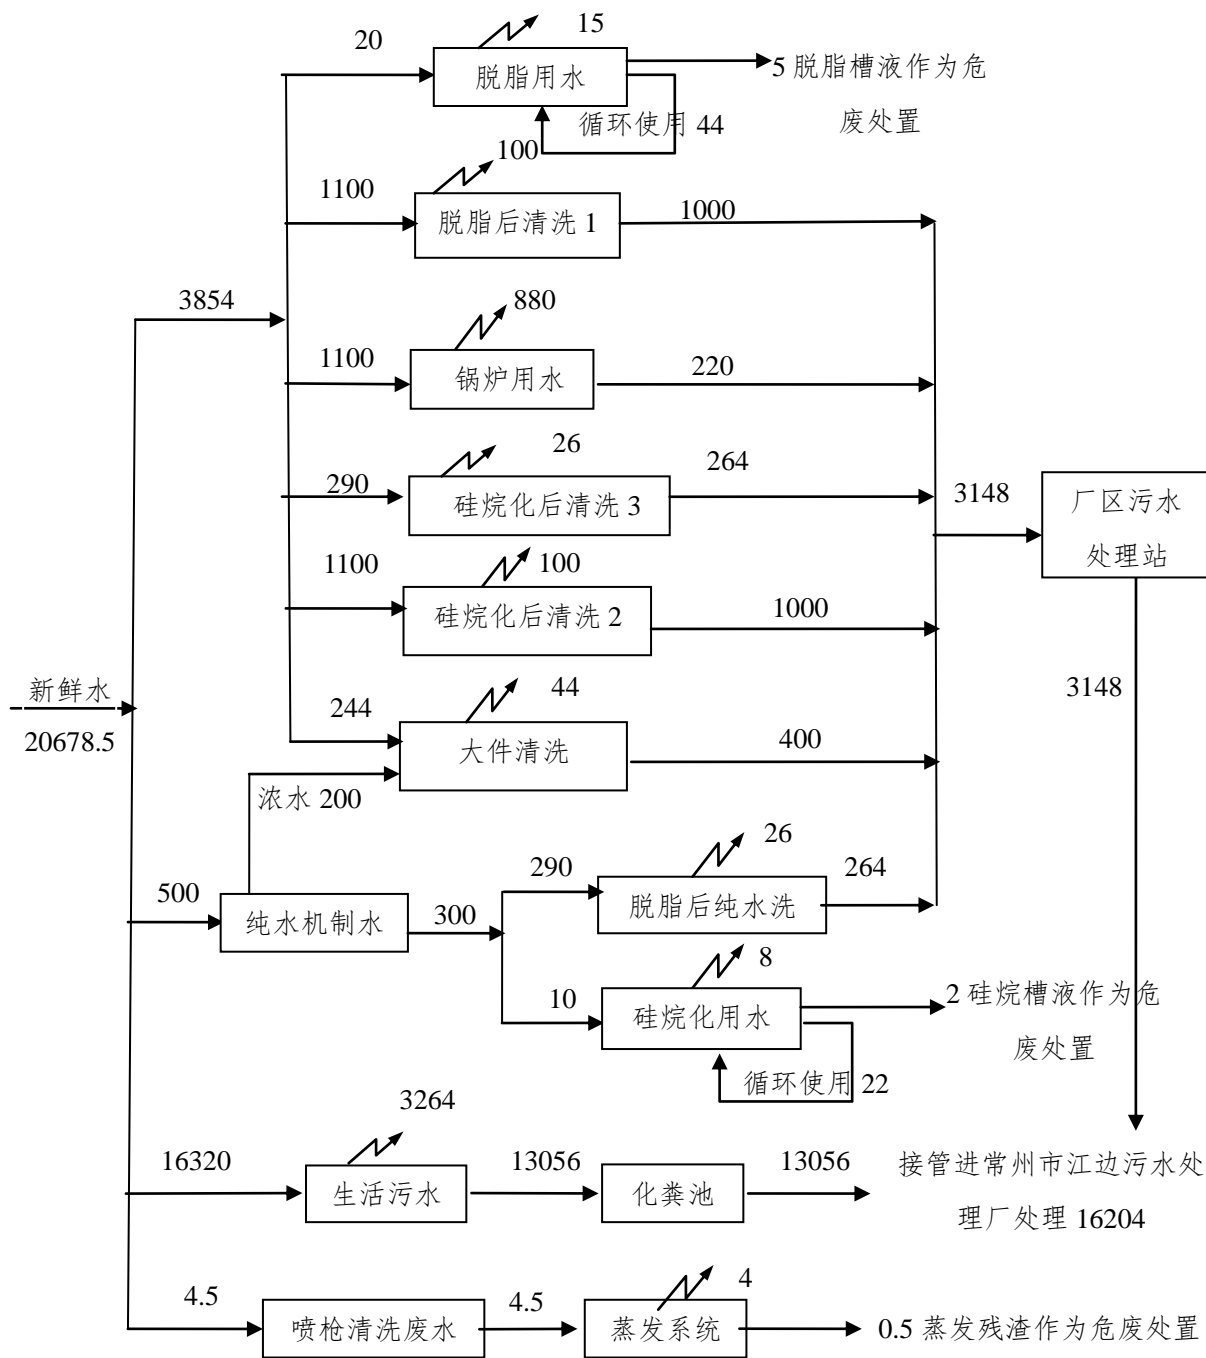 20
15
脱脂用水
5 脱脂槽液作为危
废处置
循环使用 44
1100
100
脱脂后清洗 1
1000
3854
880
1100
锅炉用水
220
26
290
硅烷化后清洗 3
264
3148
厂区污水
处理站
1100
100
硅烷化后清洗 2
1000
新鲜水
20678.5
244
44
大件清洗
400
3148
浓水 200
500
纯水机制水
300
290
26
脱脂后纯水洗
264
10
8
硅烷化用水
2 硅烷槽液作为危
废处置
循环使用 22
16320
3264
生活污水
13056
化粪池
13056
接管进常州市江边污水处
理厂处理 16204
4.5
喷枪清洗废水
4.5
4
蒸发系统
0.5 蒸发残渣作为危废处置